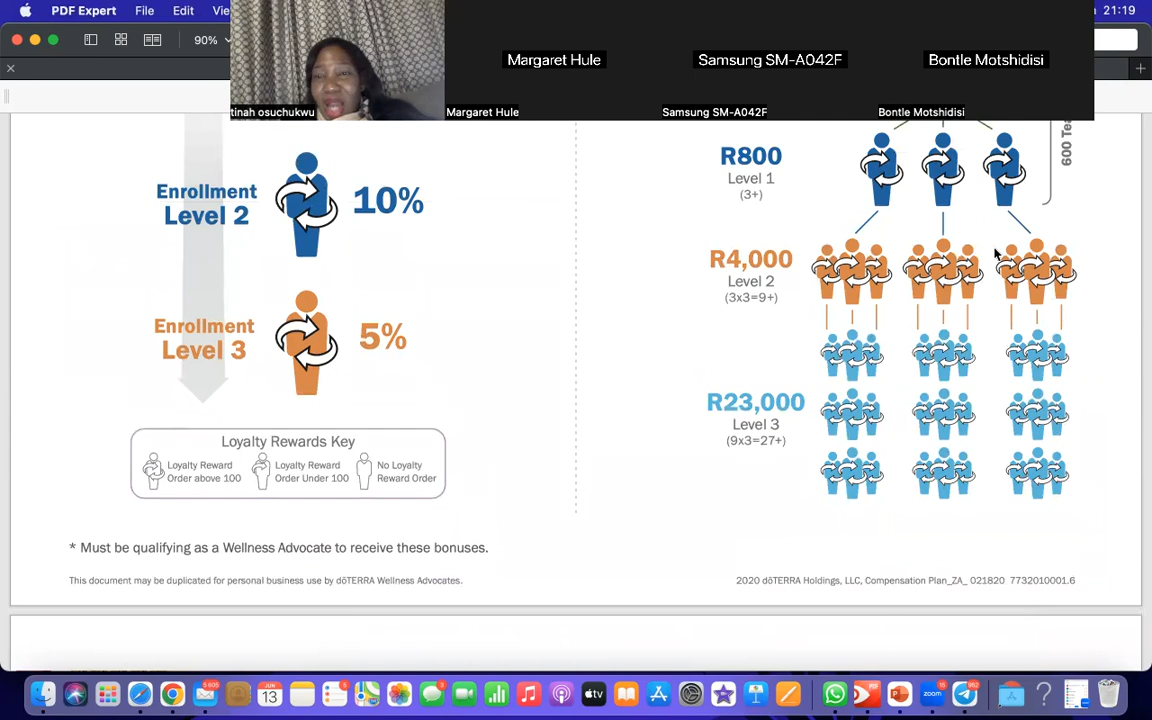 PDF Expert File Edit Vi 21:19
Margaret Hule Samsung SM-A042F Bontle Motshidisi
90%
tinah osuchukwu Margaret Hule Samsung SM-A042F Bontle Motshidisi
Enrollment
Level 2
10%
Enrollment
Level 3
5%
Loyalty Rewards Key
Loyalty Reward
Order above 100
Loyalty Reward
Order Under 100
No Loyalty
Reward Order
* Must be qualifying as a Wellness Advocate to receive these bonuses.
This document may be duplicated for personal business use by dōTERRA Wellness Advocates.
600 Tea
R800
Level 1
(3+)
R4,000
Level 2
(3x3=9+)
R23,000
Level 3
(9x3=27+)
2020 dōTERRA Holdings, LLC, Compensation Plan_ZA_ 021820 7732010001.6
JUN
13
zoom